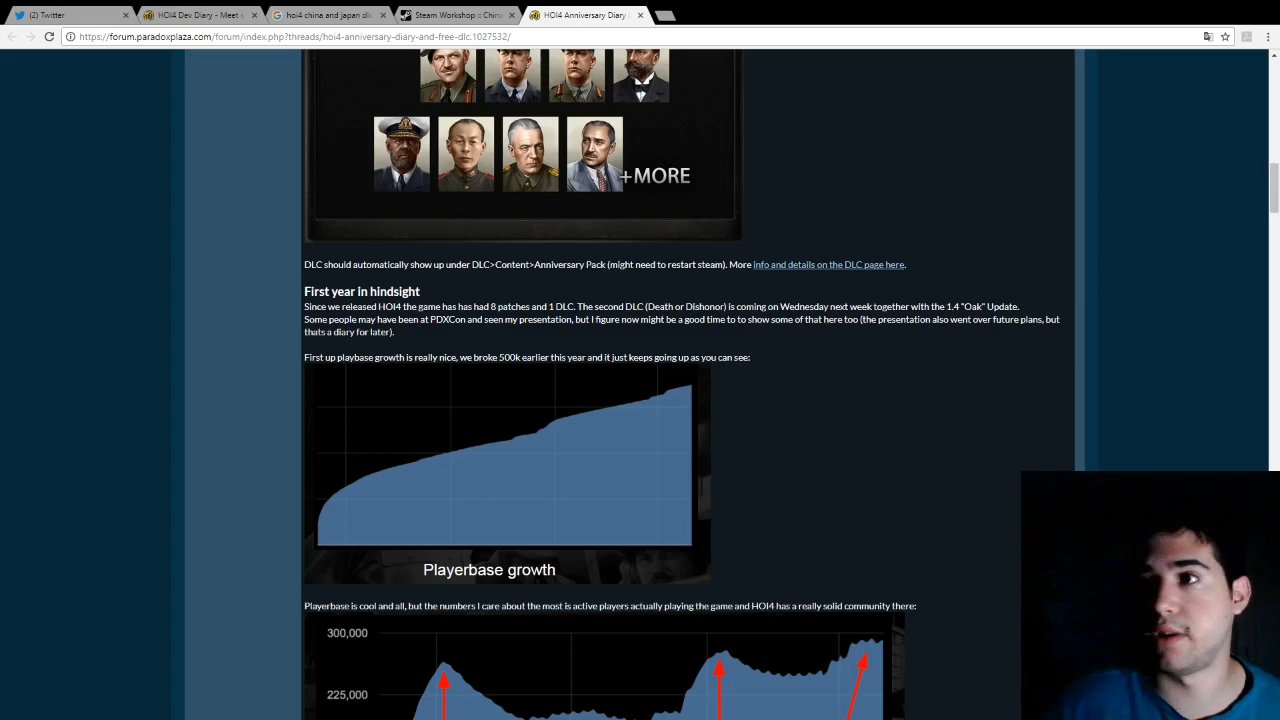 (2) Twitter
HOI4 Dev Diary - Meet s
hoi4 china and japan dlc
Steam Workshop :: China
HOI4 Anniversary Diary
https://forum.paradoxplaza.com/forum/index.php?threads/hoi4-anniversary-diary-and-free-dlc.1027532/
+MORE
DLC should automatically show up under DLC>Content>Anniversary Pack (might need to restart steam). More info and details on the DLC page here.
First year in hindsight
Since we released HOI4 the game has has had 8 patches and 1 DLC. The second DLC (Death or Dishonor) is coming on Wednesday next week together with the 1.4 "Oak" Update.
Some people may have been at PDXCon and seen my presentation, but I figure now might be a good time to to show some of that here too (the presentation also went over future plans, but
thats a diary for later).
First up playbase growth is really nice, we broke 500k earlier this year and it just keeps going up as you can see:
Playerbase growth
Playerbase is cool and all, but the numbers I care about the most is active players actually playing the game and HOI4 has a really solid community there:
300,000
225,000